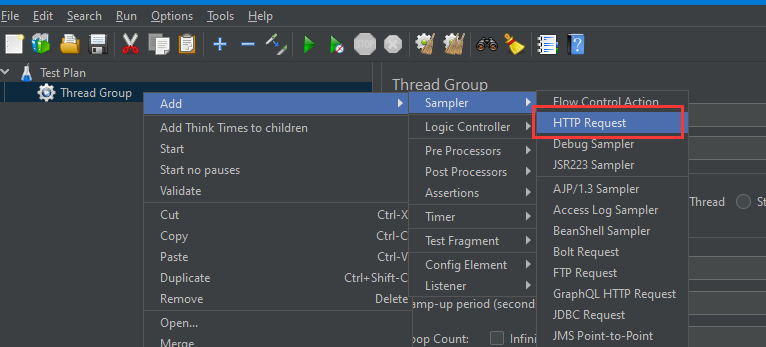 File Edit Search Run Options Tools Help
Test Plan
Thread Group
Thread Group
Add
Add Think Times to children
Start
Start no pauses
Validate
Cut Ctrl-X
Copy Ctrl-C
Paste Ctrl-V
Duplicate Ctrl+Shift-C
Remove Delete
Open...
Merge
Sampler
Logic Controller
Pre Processors
Post Processors
Assertions
Timer
Test Fragment
Config Element
Listener
Flow Control Action
HTTP Request
Debug Sampler
JSR223 Sampler
AJP/1.3 Sampler
Access Log Sampler
BeanShell Sampler
Bolt Request
FTP Request
GraphQL HTTP Request
JDBC Request
JMS Point-to-Point
Thread St
amp-up period (seconds
oop Count: Infini